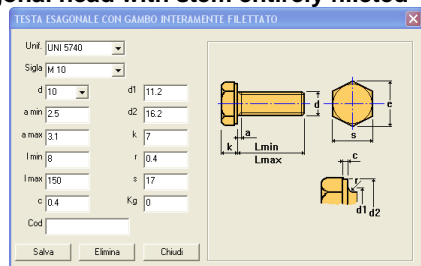 gonal head with stem entirely filleted
TESTA ESAGONALE CON GAMBO INTERAMENTE FILETTATO
Unif. UNI 5740
Sigla M 10
d 10 d1 11.2
a min 2.5 d2 16.2
a max 3.1 k 7
l min 8 r 0.4
l max 150 s 17
c 0.4 Kg 0
Cod
Salva Elimina Chiudi
d e
k a Lmin s
Lmax
c
r
d1 d2